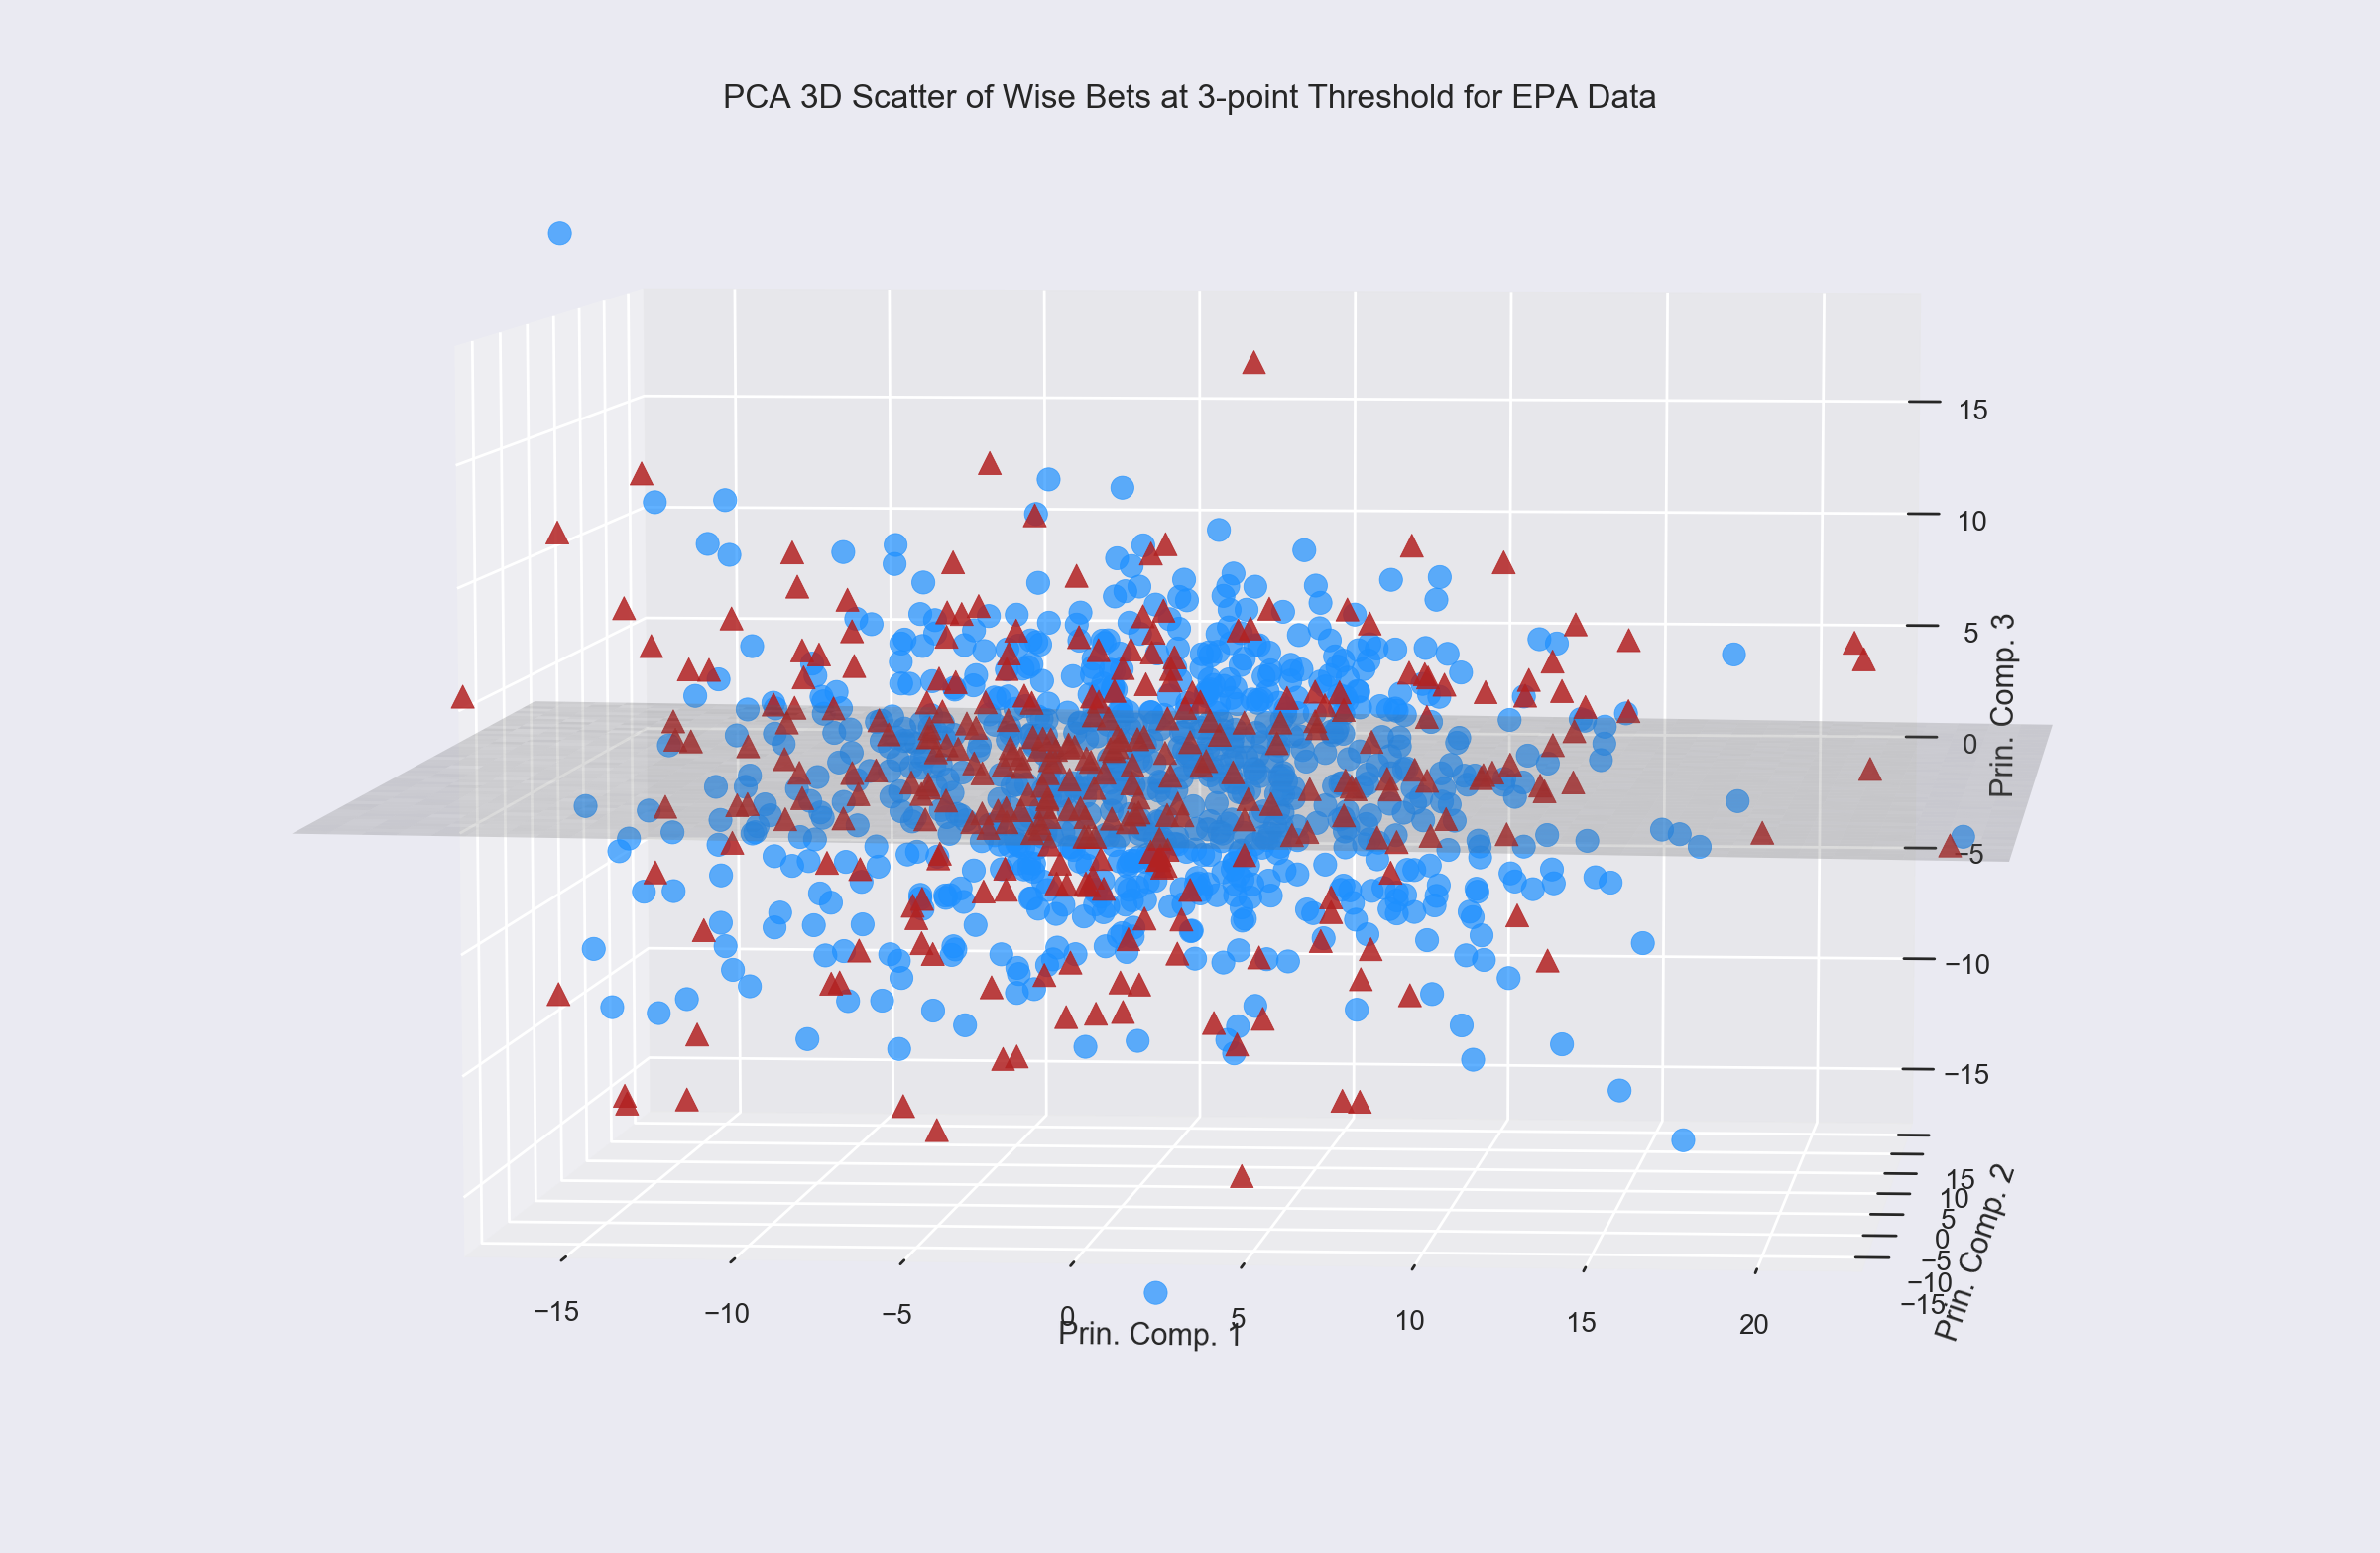 PCA 3D Scatter of Wise Bets at 3-point Threshold for EPA Data
15
10
5
0
−5
−10
−15
Prin. Comp. 3
15
10
5
0
−5
−10
−15
Prin. Comp. 2
−15 −10 −5 0 5 10 15 20
Prin. Comp. 1